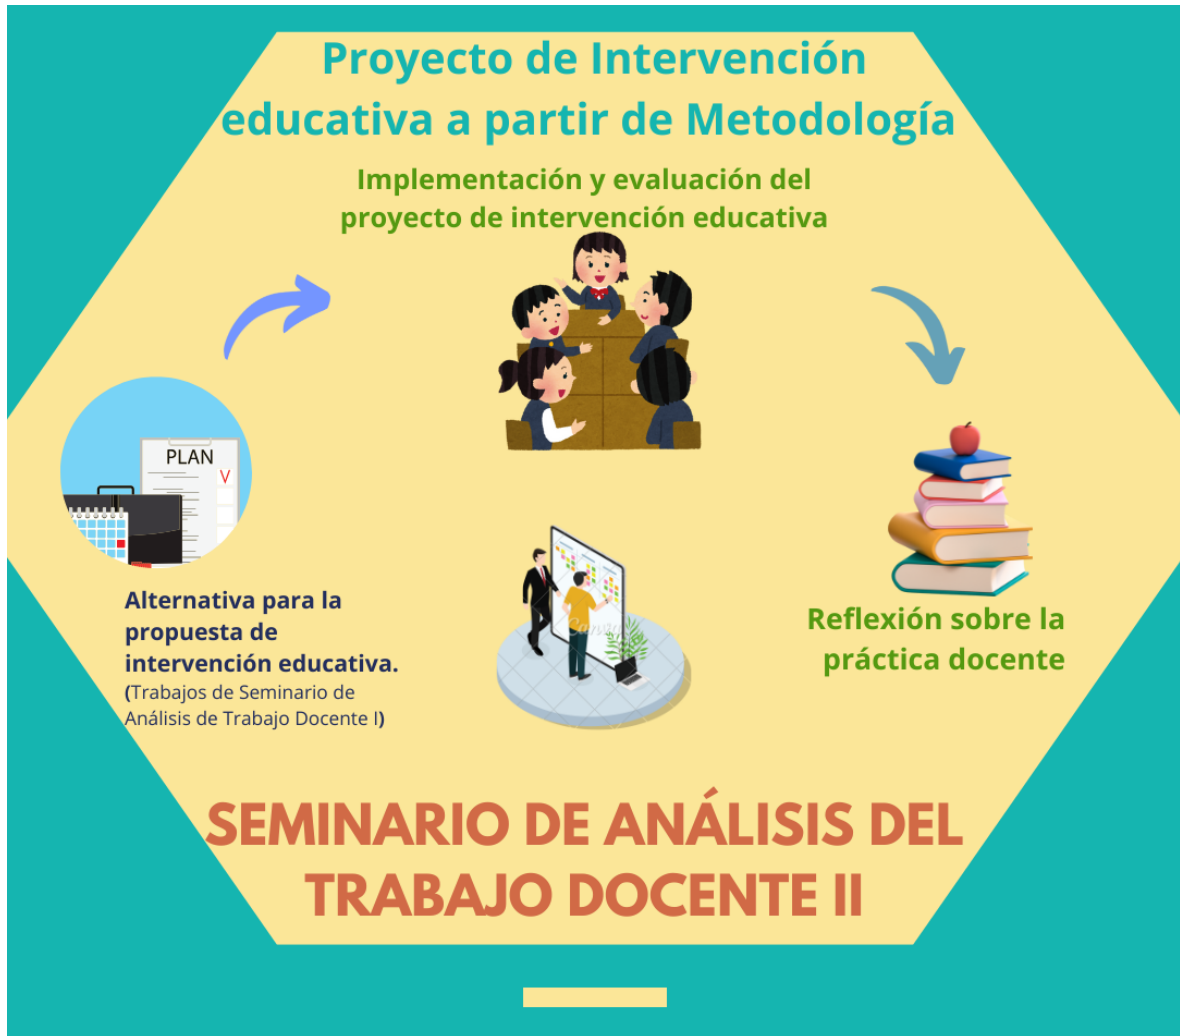 Proyecto de Intervención
educativa a partir de Metodología
Implementación y evaluación del
proyecto de intervención educativa
PLAN
V
Alternativa para la
propuesta de
intervención educativa.
(Trabajos de Seminario de
Análisis de Trabajo Docente I)
Canva
Reflexión sobre la
práctica docente
SEMINARIO DE ANÁLISIS DEL
TRABAJO DOCENTE II